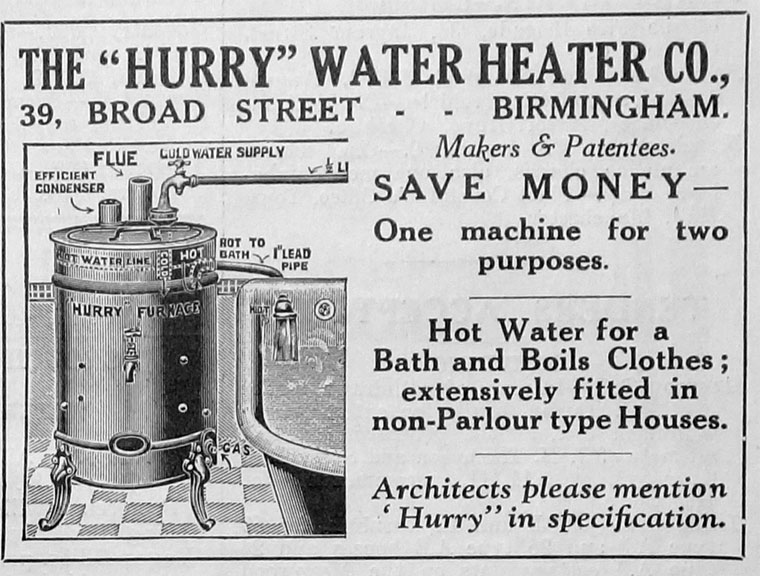 THE “HURRY” WATER HEATER CO.,
39, BROAD STREET - - BIRMINGHAM.
FLUE
COLD WATER SUPPLY
EFFICIENT
CONDENSER
½ L
HOT WATER LINE
HOT
HOT TO
BATH
1" LEAD
PIPE
"HURRY" FURNACE
HOT
GAS
Makers & Patentees.
SAVE MONEY—
One machine for two
purposes.
Hot Water for a
Bath and Boils Clothes;
extensively fitted in
non-Parlour type Houses.
Architects please mention
‘Hurry” in specification.